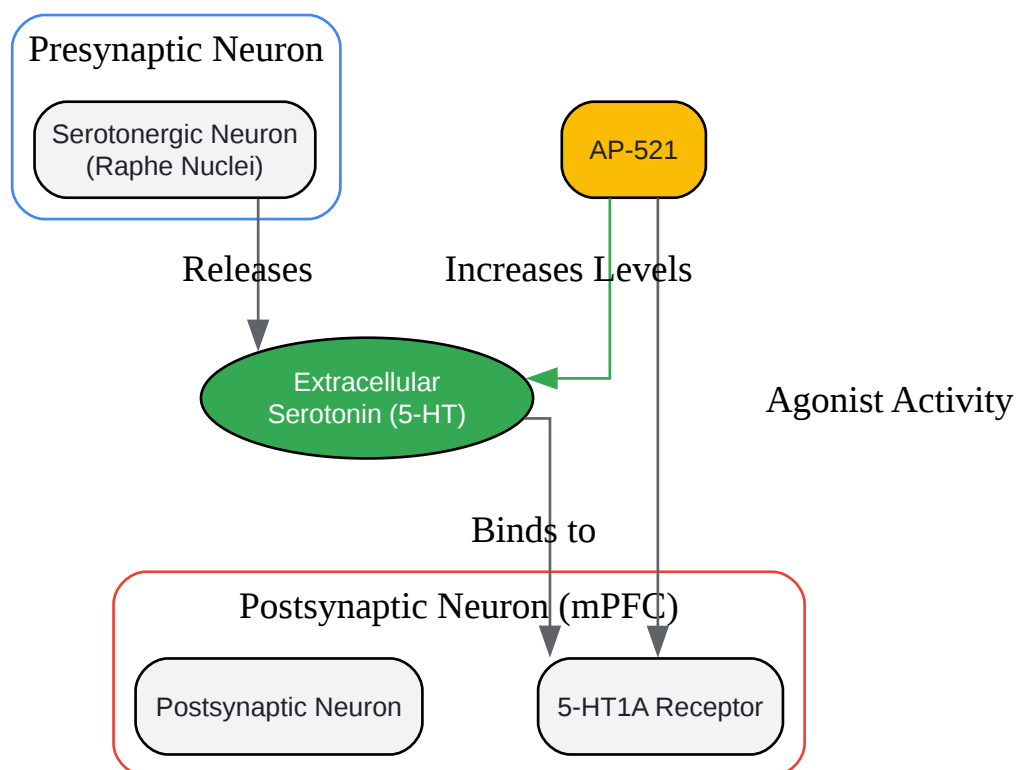 Presynaptic Neuron
Serotonergic Neuron
(Raphe Nuclei)
AP-521
Releases
Increases Levels
Extracellular
Serotonin (5-HT)
Agonist Activity
Binds to
Postsynaptic Neuron (mPFC)
Postsynaptic Neuron
5-HT1A Receptor